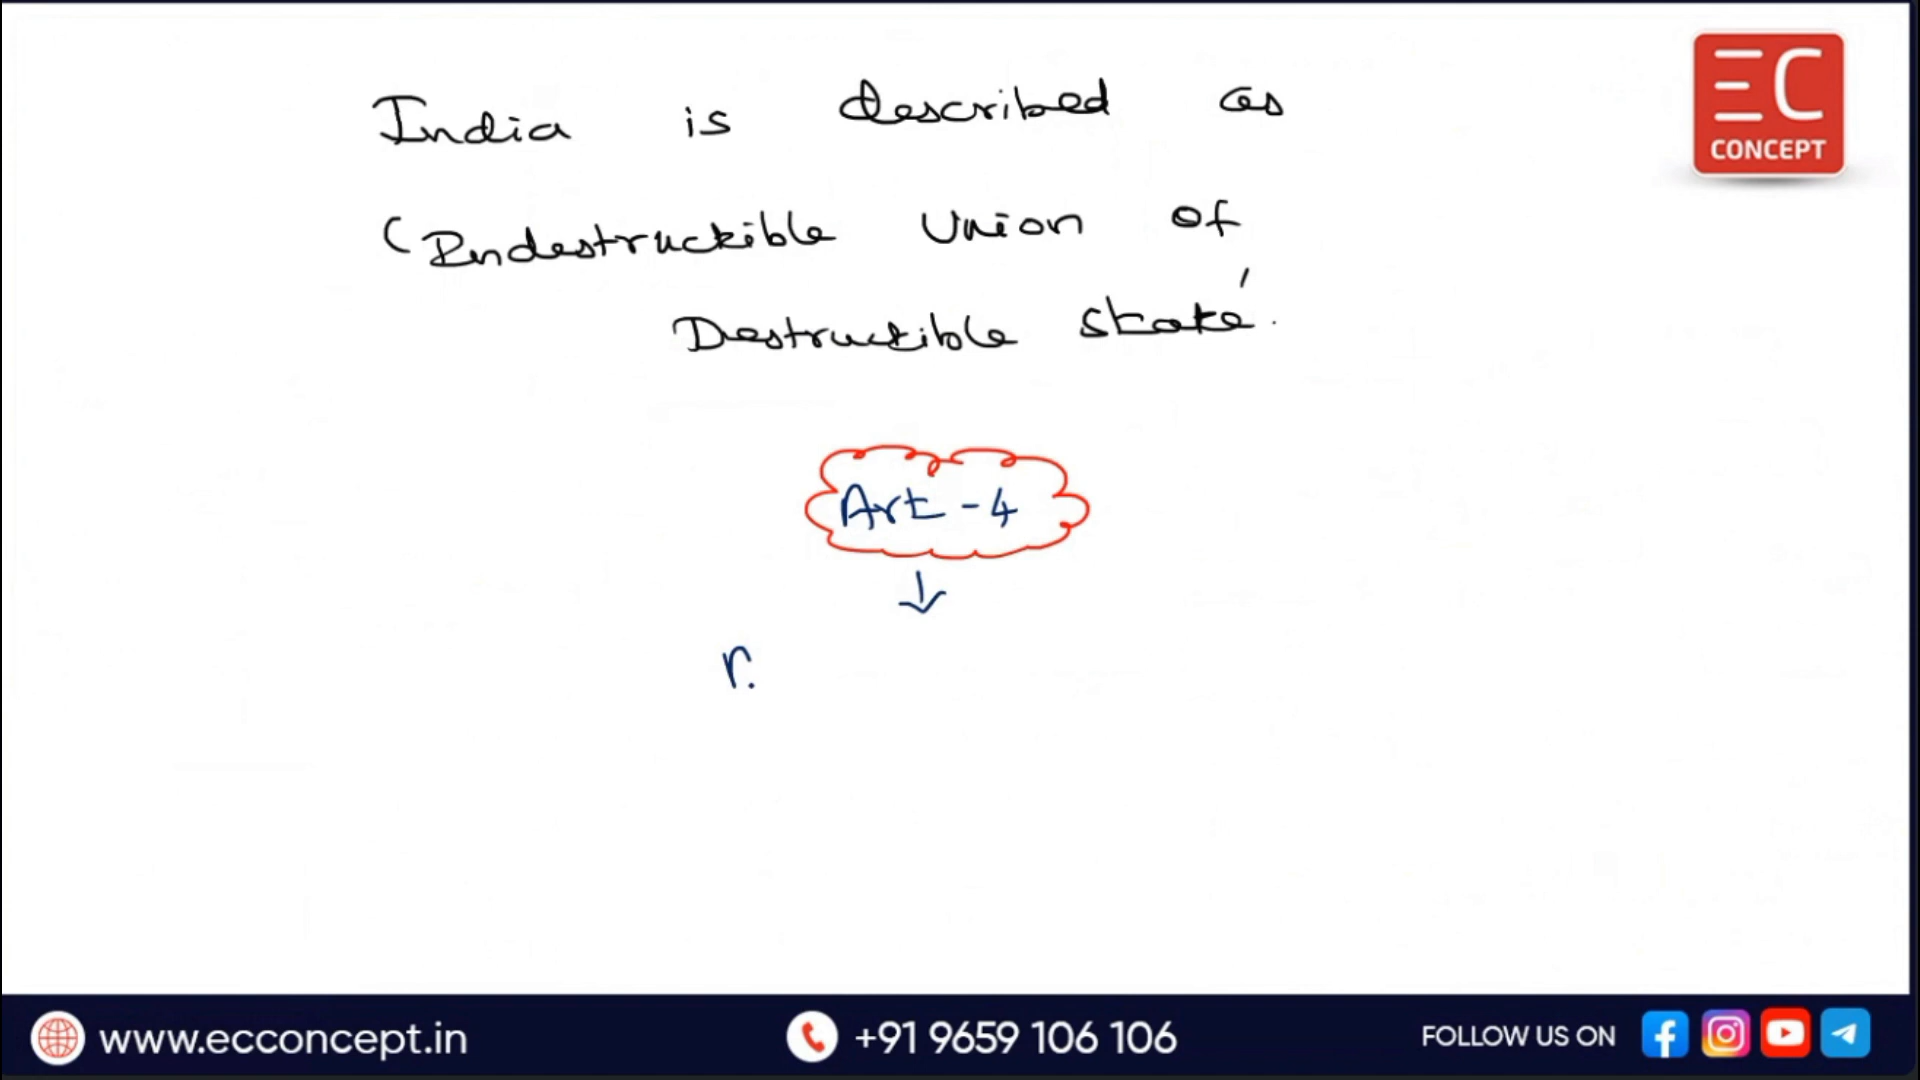 India is described as
EC
CONCEPT
'Indestructible Union of
Destructible state'.
Art - 4
↓
www.ecconcept.in
+91 9659 106 106
FOLLOW US ON